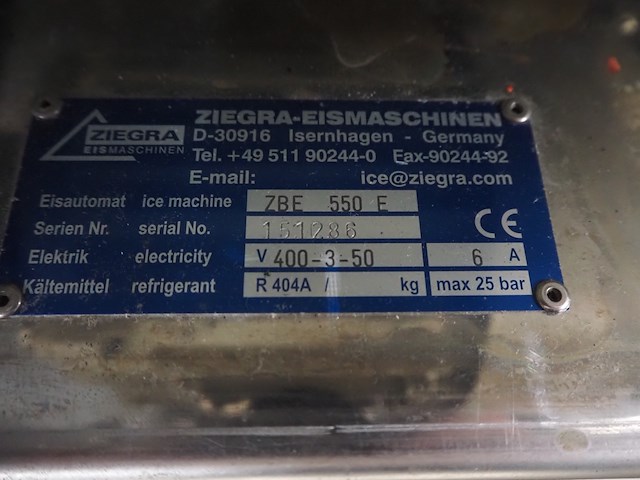 ZIEGRA
EISMASCHINEN
ZIEGRA-EISMASCHINEN
D-30916 Isernhagen - Germany
Tel. +49 511 90244-0 Fax-90244-92
E-mail: ice@ziegra.com
Eisautomat ice machine ZBE 550 E
Serien Nr. serial No. 151286 CE
Elektrik electricity V 400-3-50 6 A
Kältemittel refrigerant R 404A / kg max 25 bar